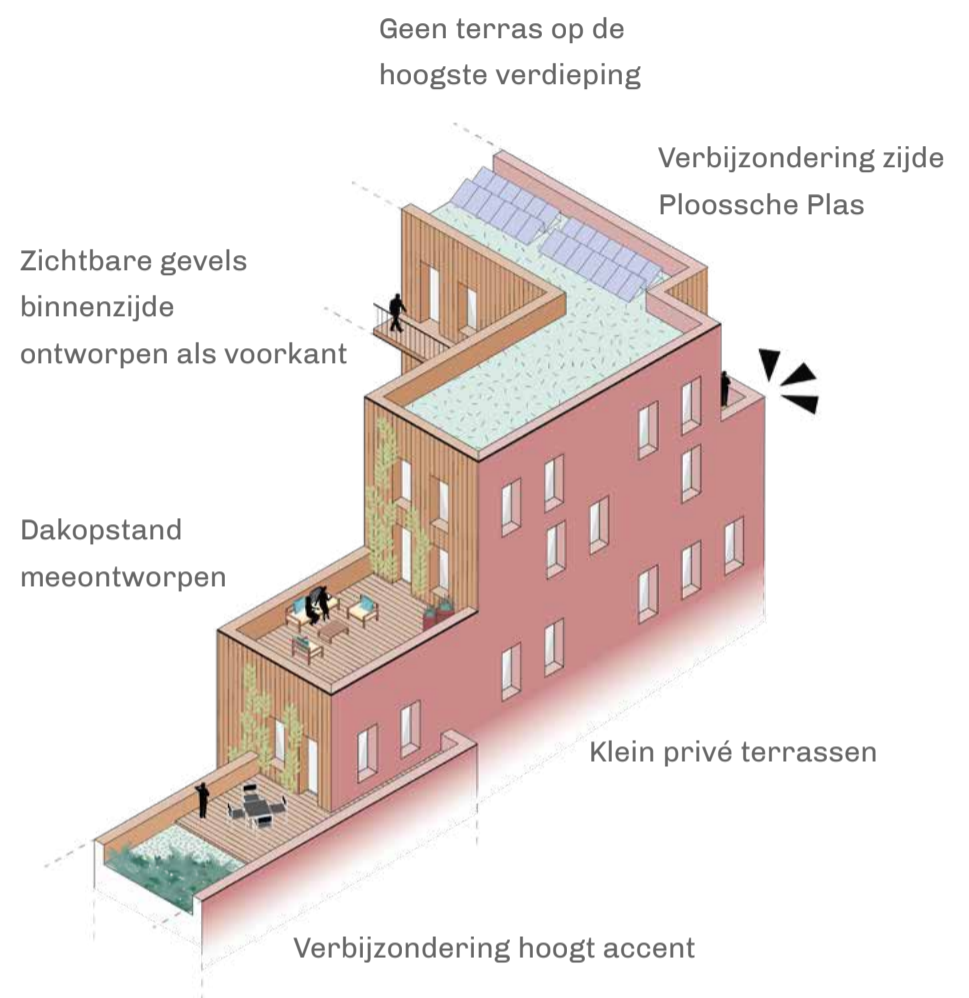 Geen terras op de
hoogste verdieping
Verbijzondering zijde
Ploossche Plas
Zichtbare gevels
binnenzijde
ontworpen als voorkant
Dakopstand
meeontworpen
Klein privé terrassen
Verbijzondering hoogt accent